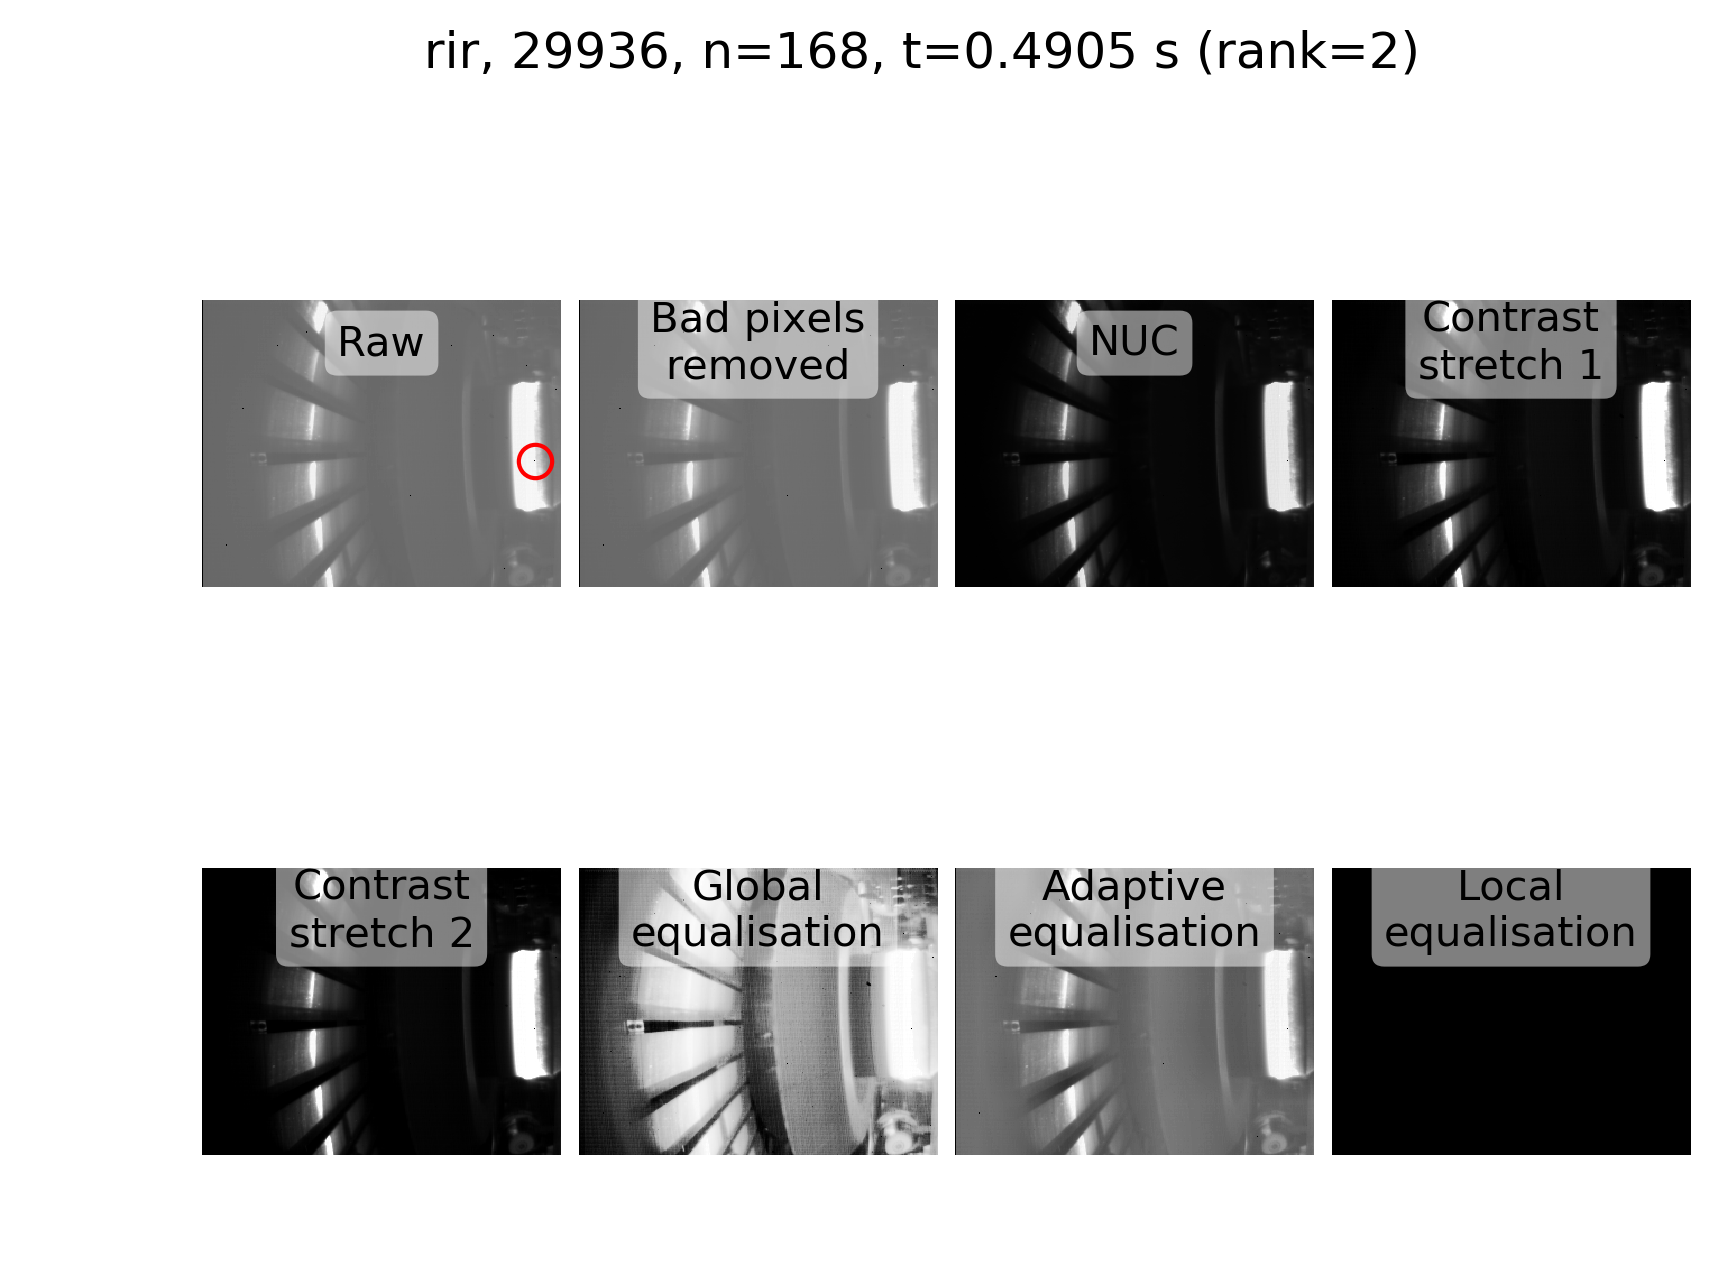 rir, 29936, n=168, t=0.4905 s (rank=2)
Raw
Bad pixels
removed
NUC
Contrast
stretch 1
Contrast
stretch 2
Global
equalisation
Adaptive
equalisation
Local
equalisation